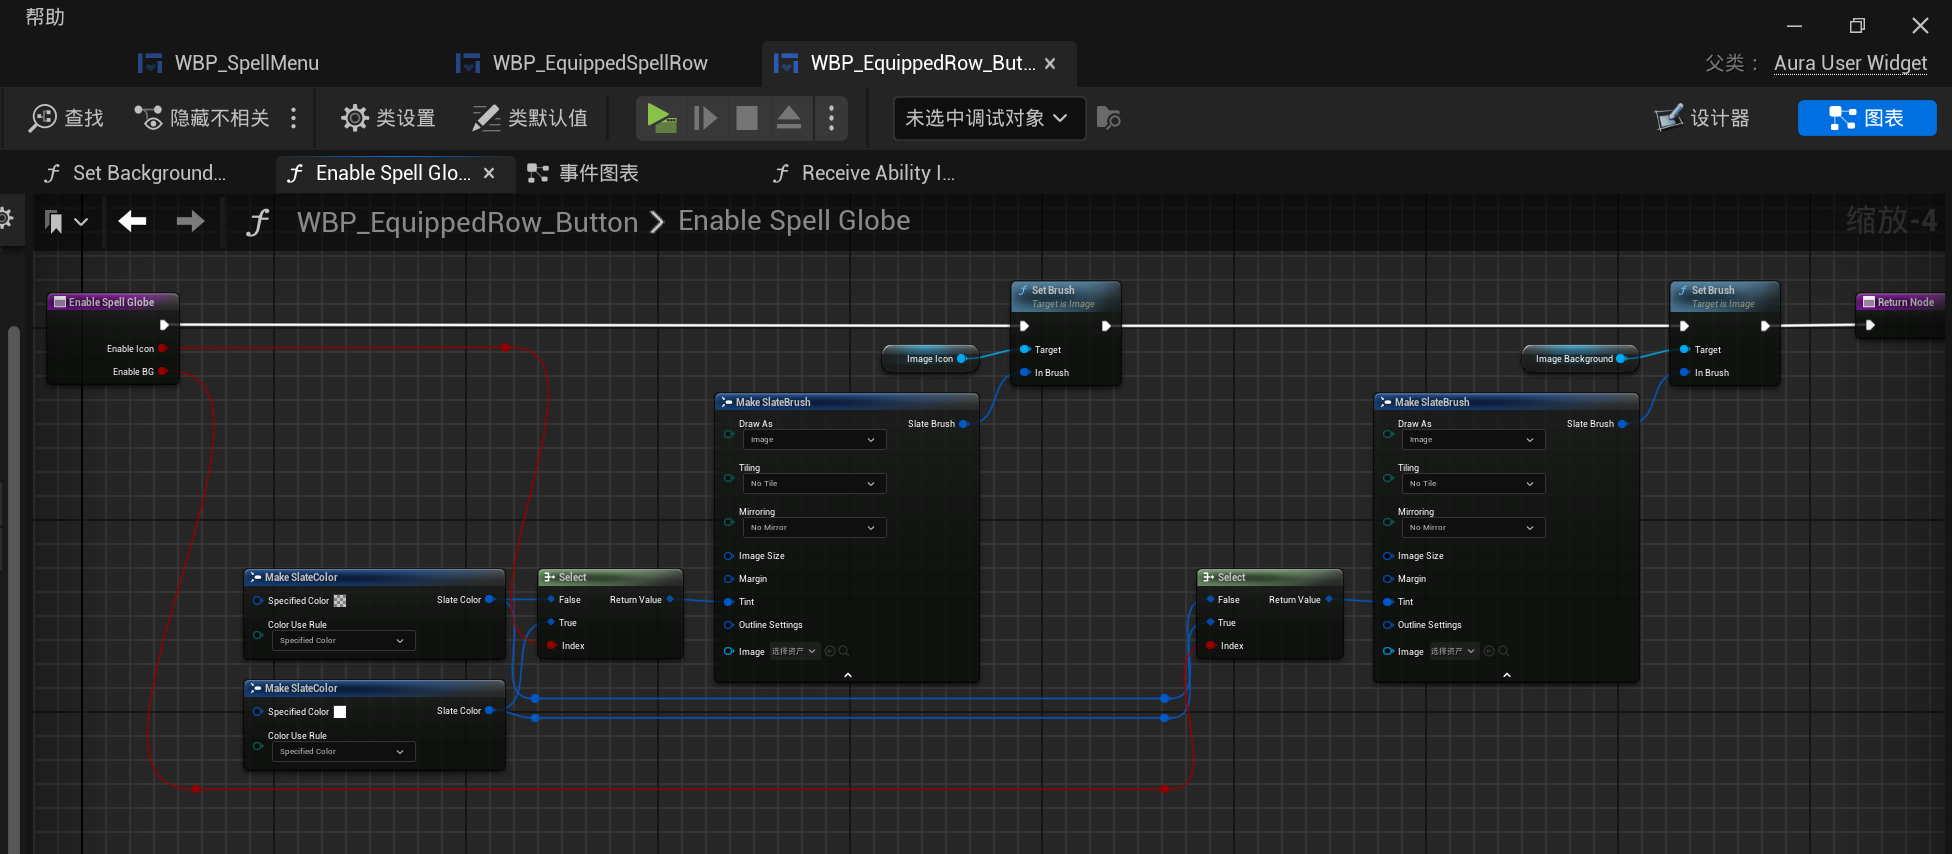 帮助
WBP_SpellMenu
WBP_EquippedSpellRow
WBP_EquippedRow_But...
父类：
Aura User Widget
查找
隐藏不相关
类设置
类默认值
未选中调试对象
设计器
图表
Set Background...
Enable Spell Glo...
事件图表
Receive Ability I...
WBP_EquippedRow_Button
Enable Spell Globe
缩放-4
Enable Spell Globe
Enable Icon
Enable BG
Set Brush
Target is Image
Target
In Brush
Image Icon
Set Brush
Target is Image
Target
In Brush
Image Background
Return Node
Make SlateBrush
Draw As
Slate Brush
Image
Tiling
No Tile
Mirroring
No Mirror
Image Size
Margin
Tint
Outline Settings
Image 选择资产
Make SlateBrush
Draw As
Slate Brush
Image
Tiling
No Tile
Mirroring
No Mirror
Image Size
Margin
Tint
Outline Settings
Image 选择资产
Make SlateColor
Specified Color
Slate Color
Color Use Rule
Specified Color
Select
False
Return Value
True
Index
Select
False
Return Value
True
Index
Make SlateColor
Specified Color
Slate Color
Color Use Rule
Specified Color